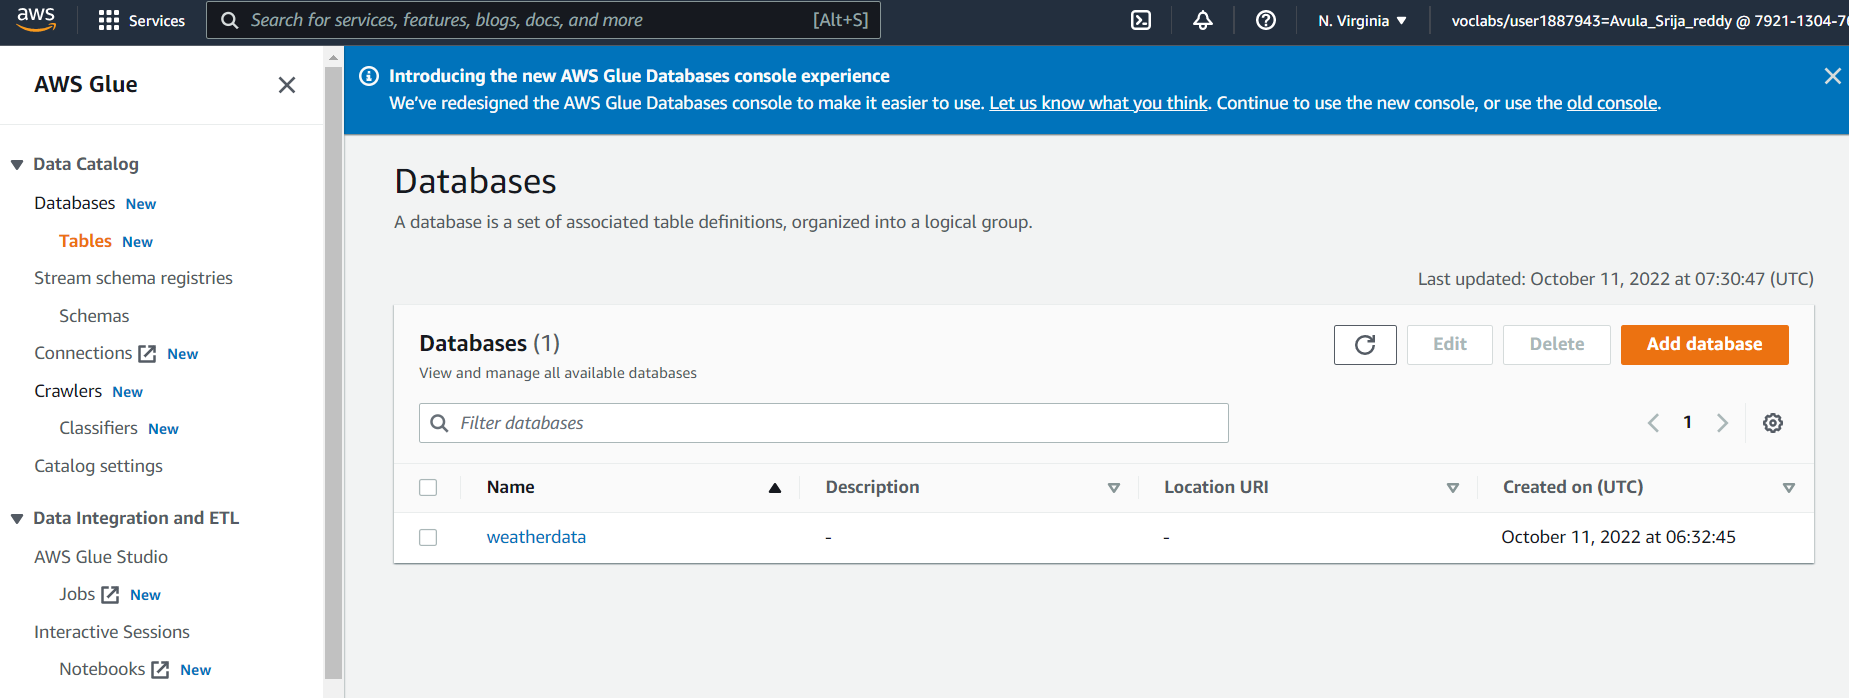 aws
Services
Search for services, features, blogs, docs, and more
[Alt+S]
N. Virginia
voclabs/user1887943=Avula_Srija_reddy @ 7921-1304-7
AWS Glue
Introducing the new AWS Glue Databases console experience
We've redesigned the AWS Glue Databases console to make it easier to use. Let us know what you think. Continue to use the new console, or use the old console.
Data Catalog
Databases New
Tables New
Stream schema registries
Schemas
Connections New
Crawlers New
Classifiers New
Catalog settings
Data Integration and ETL
AWS Glue Studio
Jobs New
Interactive Sessions
Notebooks New
Databases
A database is a set of associated table definitions, organized into a logical group.
Last updated: October 11, 2022 at 07:30:47 (UTC)
Databases (1)
View and manage all available databases
Edit
Delete
Add database
Filter databases
1
Name Description Location URI Created on (UTC)
weatherdata - - October 11, 2022 at 06:32:45